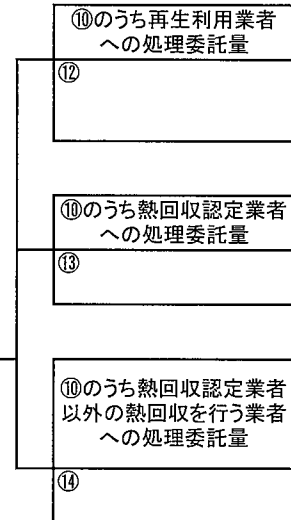 ⑩のうち再生利用業者
への処理委託量
⑫
⑩のうち熱回収認定業者
への処理委託量
⑬
⑩のうち熱回収認定業者
以外の熱回収を行う業者
への処理委託量
⑭